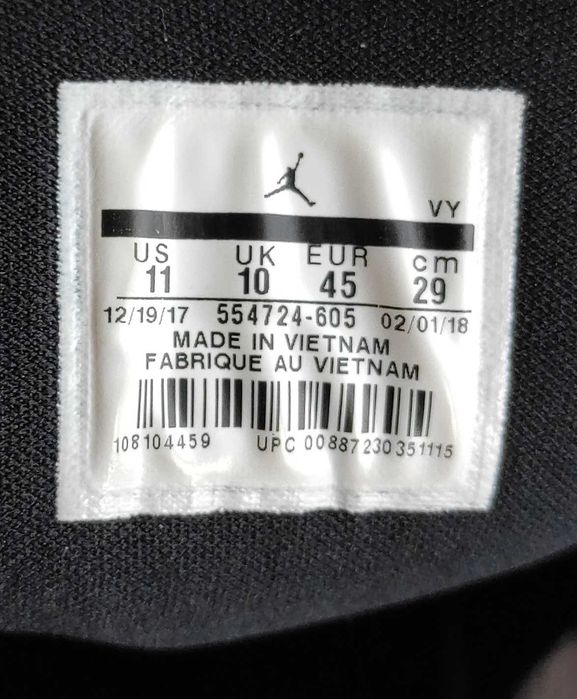 VY
US UK EUR cm
11 10 45 29
12/19/17 554724-605 02/01/18
MADE IN VIETNAM
FABRIQUE AU VIETNAM
108104459 UPC 00887230351115